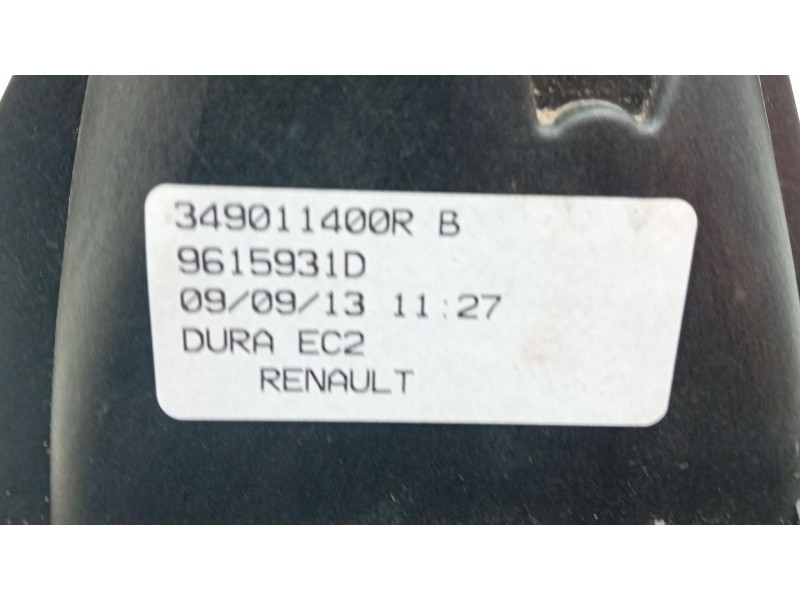 349011400R B
9615931D
09/09/13 11:27
DURA EC2
RENAULT